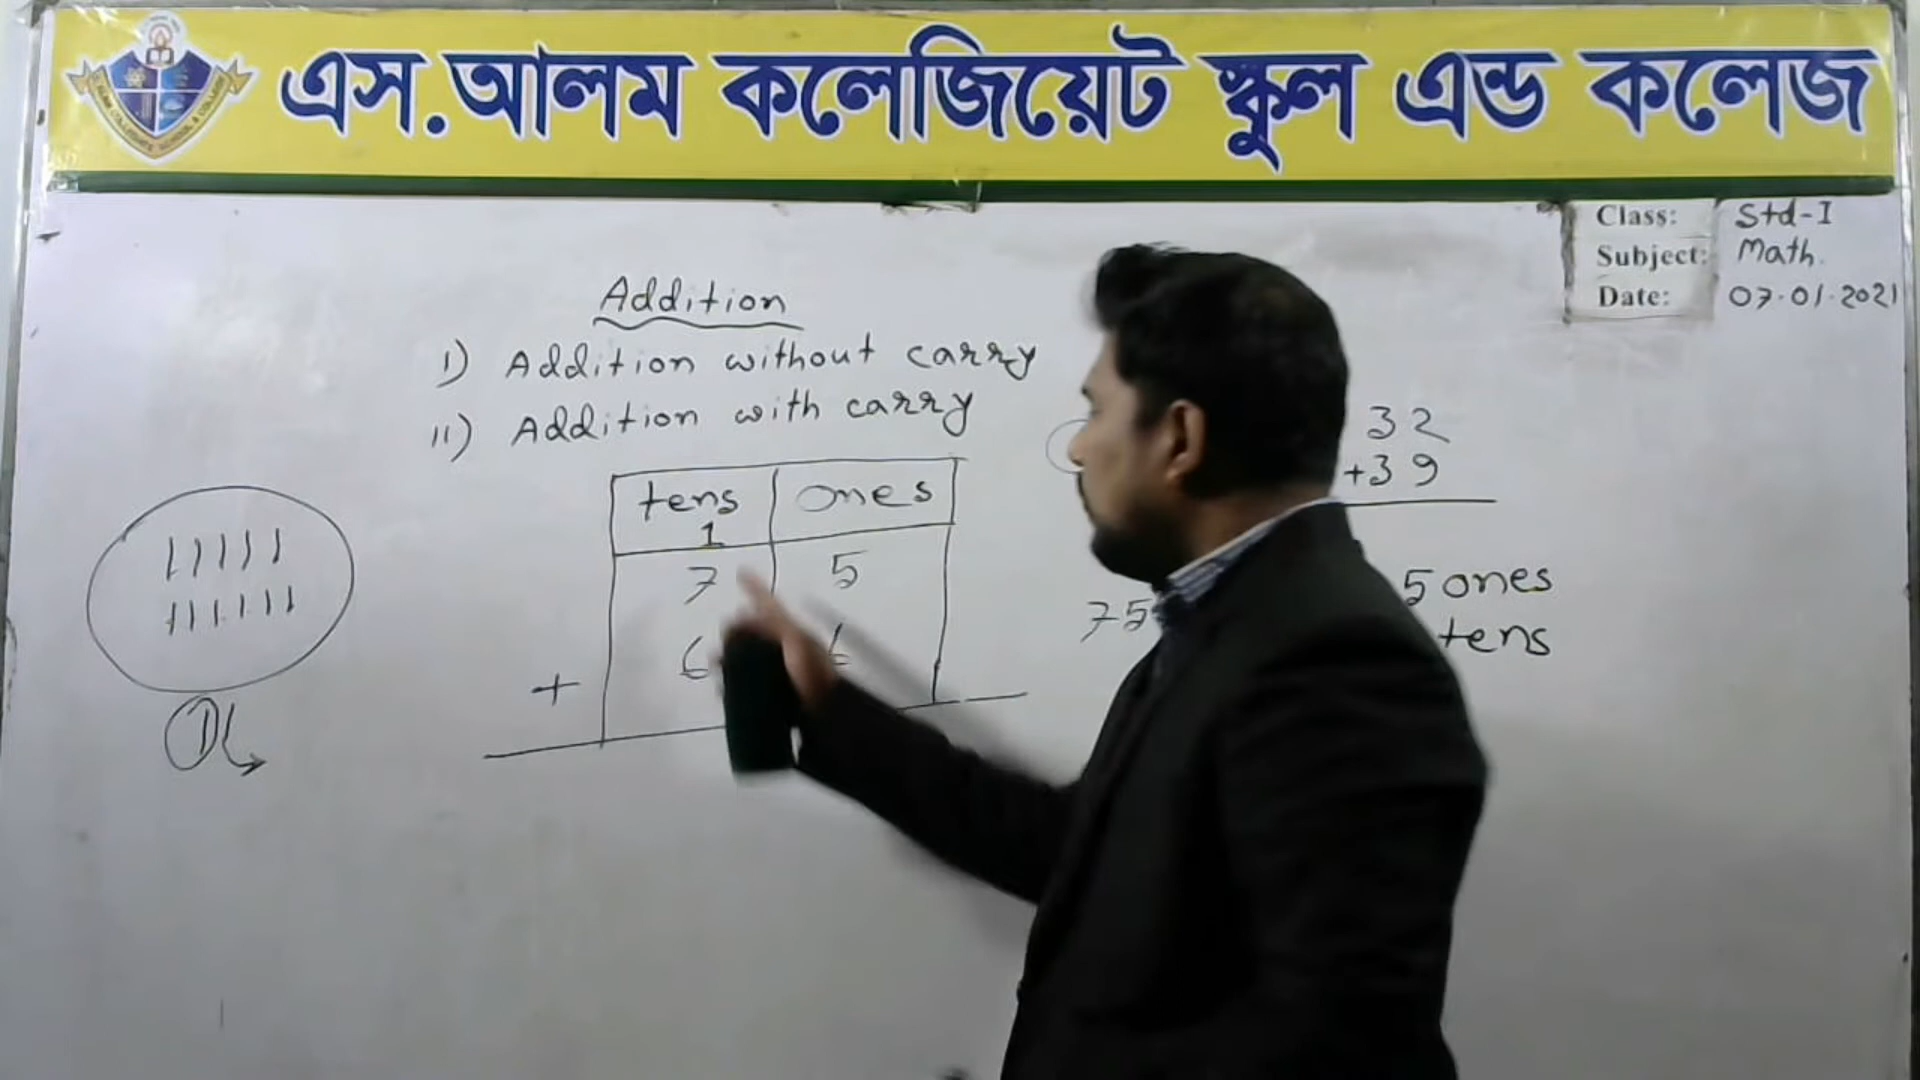 এস.আলম কলেজিয়েট স্কুল এন্ড কলেজ
Class: Std-I
Subject: Math.
Date: 07.01.2021
Addition
I) Addition without carry
II) Addition with carry
tens ones
1
7 5
6 6
+
32
+39
75
5 ones
tens